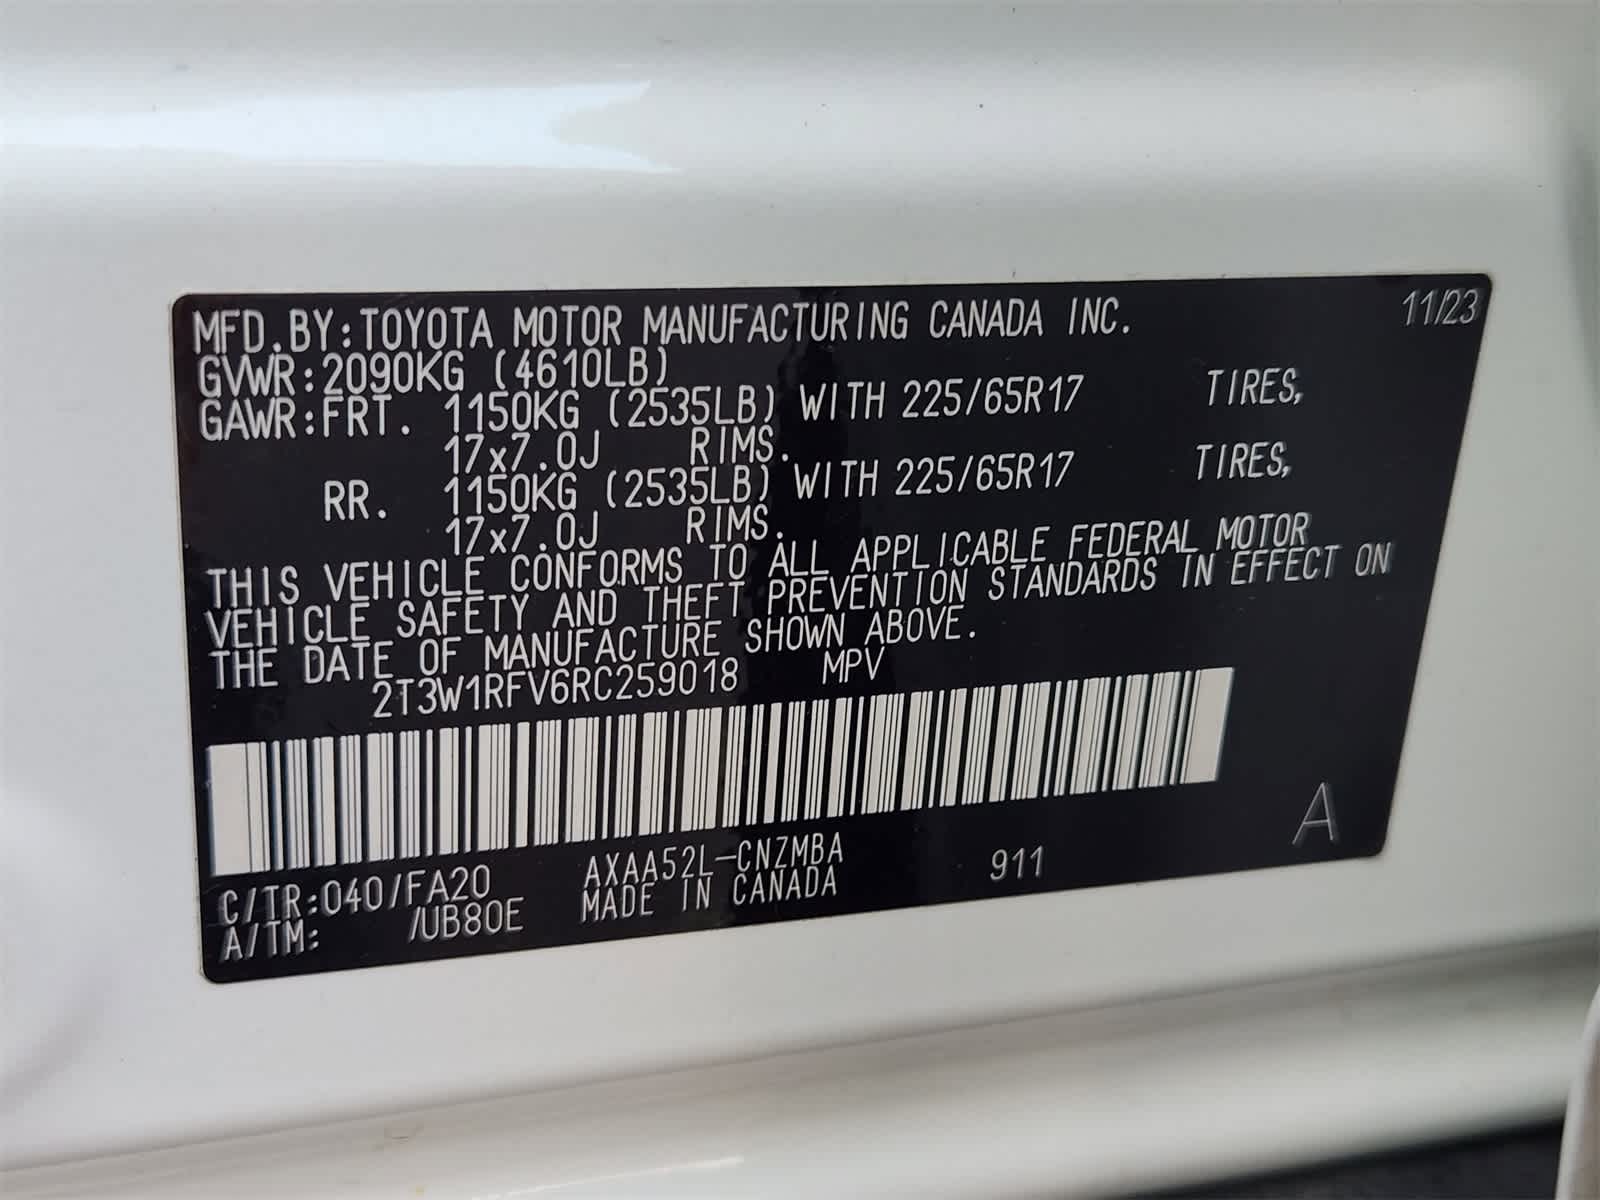 MFD.BY:TOYOTA MOTOR MANUFACTURING CANADA INC. 11/23
GVWR:2090KG (4610LB)
GAWR:FRT. 1150KG (2535LB) WITH 225/65R17 TIRES,
17x7.0J RIMS.
RR. 1150KG (2535LB) WITH 225/65R17 TIRES,
17x7.0J RIMS.
THIS VEHICLE CONFORMS TO ALL APPLICABLE FEDERAL MOTOR
VEHICLE SAFETY AND THEFT PREVENTION STANDARDS IN EFFECT ON
THE DATE OF MANUFACTURE SHOWN ABOVE.
2T3W1RFV6RC259018 MPV
C/TR:040/FA20 AXAA52L-CNZMBA 911 A
A/TM: /UB80E MADE IN CANADA